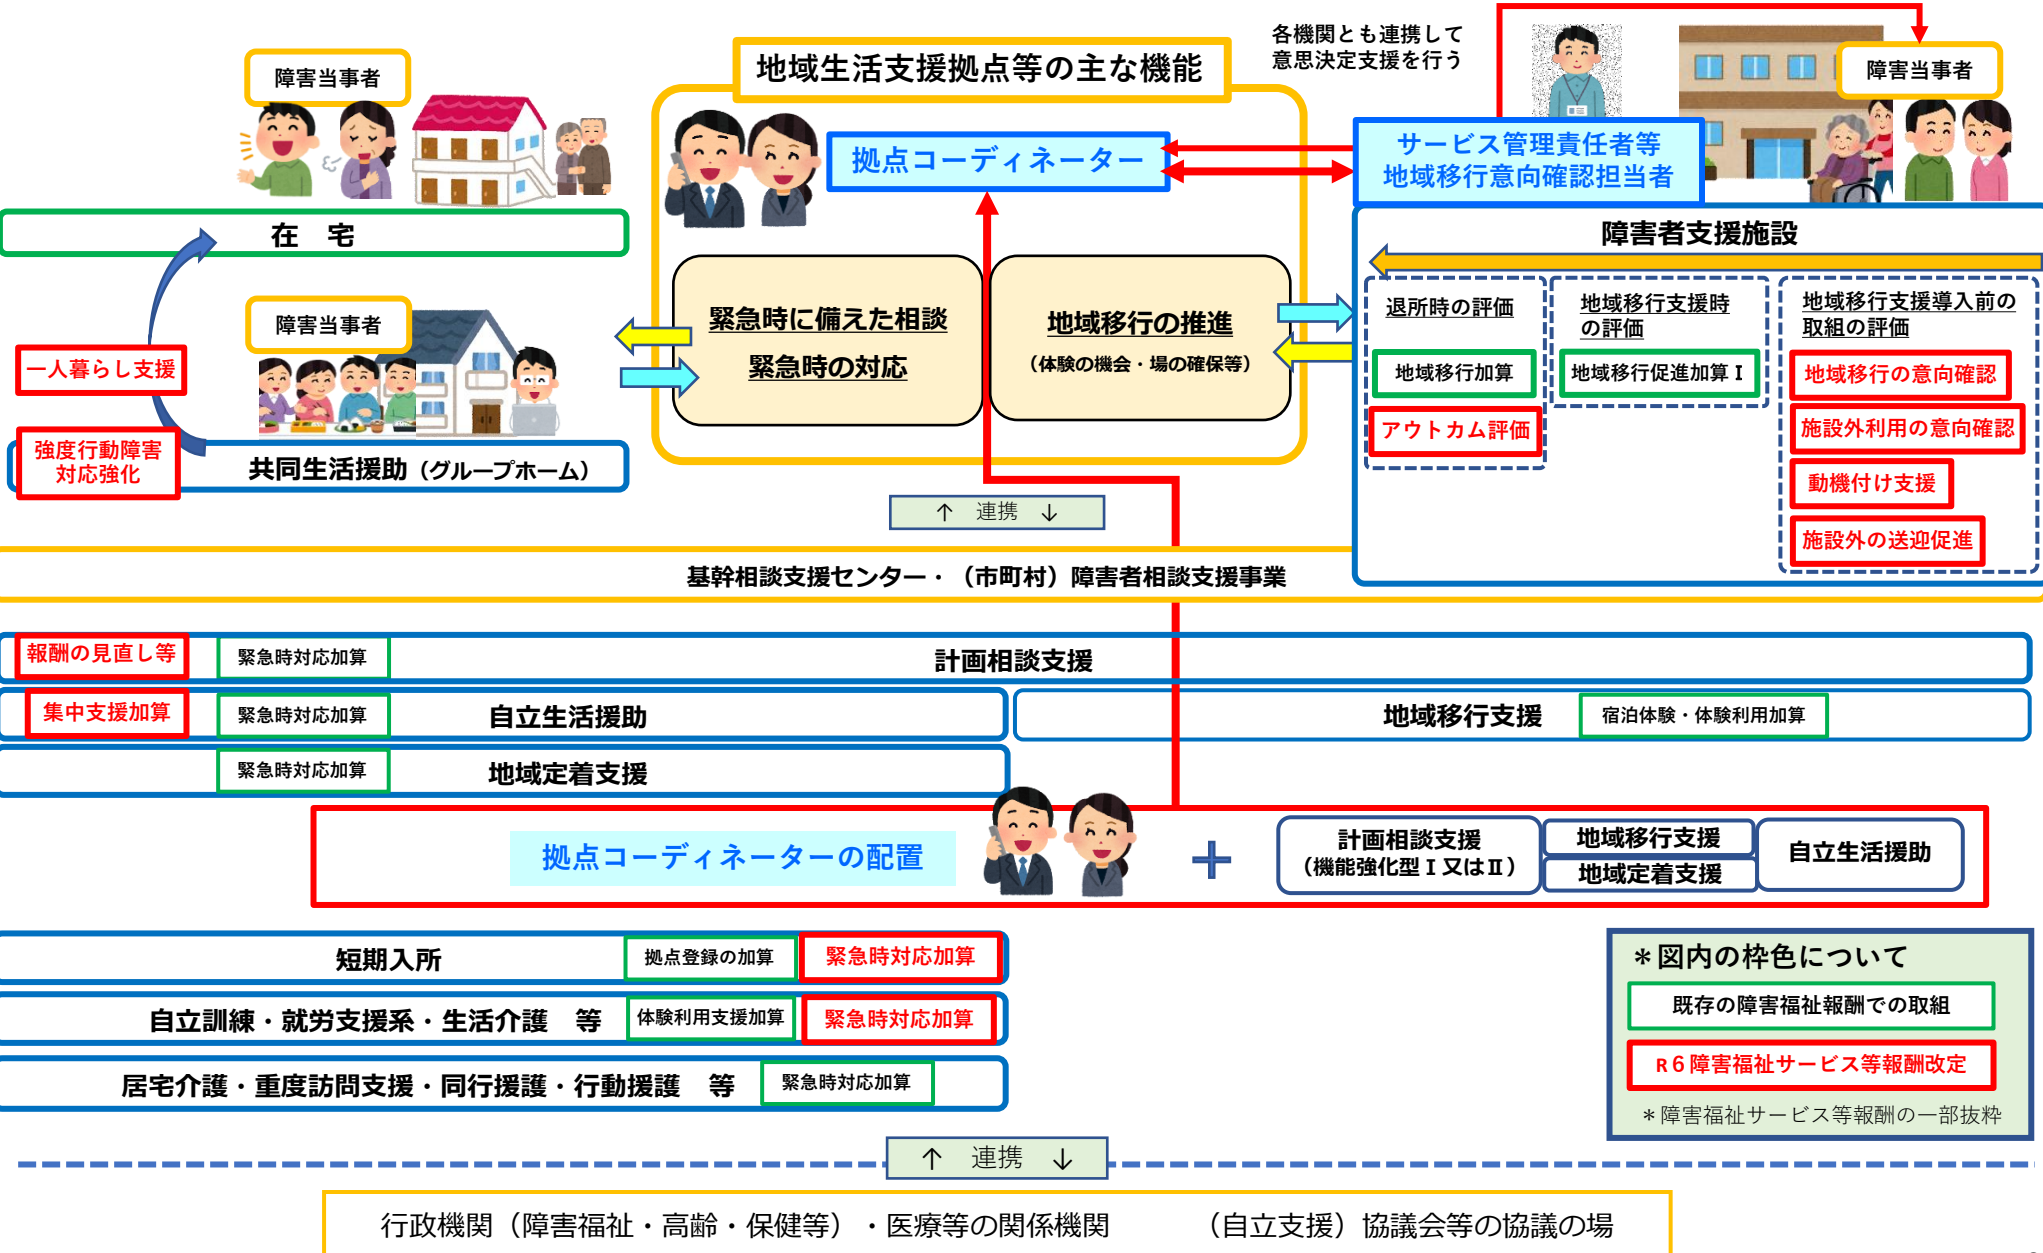 地域生活支援拠点等の主な機能
各機関とも連携して
意思決定支援を行う
障害当事者
障害当事者
拠点コーディネーター
サービス管理責任者等
地域移行意向確認担当者
在　宅
障害者支援施設
障害当事者
一人暮らし支援
強度行動障害
対応強化
共同生活援助（グループホーム）
緊急時に備えた相談
緊急時の対応
地域移行の推進
（体験の機会・場の確保等）
退所時の評価
地域移行加算
アウトカム評価
地域移行支援時
の評価
地域移行促進加算Ⅰ
地域移行支援導入前の
取組の評価
地域移行の意向確認
施設外利用の意向確認
動機付け支援
施設外の送迎促進
↑　連携　↓
基幹相談支援センター・（市町村）障害者相談支援事業
報酬の見直し等
緊急時対応加算
計画相談支援
集中支援加算
緊急時対応加算
自立生活援助
地域移行支援
宿泊体験・体験利用加算
緊急時対応加算
地域定着支援
拠点コーディネーターの配置
＋
計画相談支援
（機能強化型Ⅰ又はⅡ）
地域移行支援
地域定着支援
自立生活援助
短期入所
拠点登録の加算
緊急時対応加算
自立訓練・就労支援系・生活介護　等
体験利用支援加算
緊急時対応加算
居宅介護・重度訪問支援・同行援護・行動援護　等
緊急時対応加算
＊図内の枠色について
既存の障害福祉報酬での取組
R６障害福祉サービス等報酬改定
＊障害福祉サービス等報酬の一部抜粋
↑　連携　↓
行政機関（障害福祉・高齢・保健等）・医療等の関係機関　　　（自立支援）協議会等の協議の場